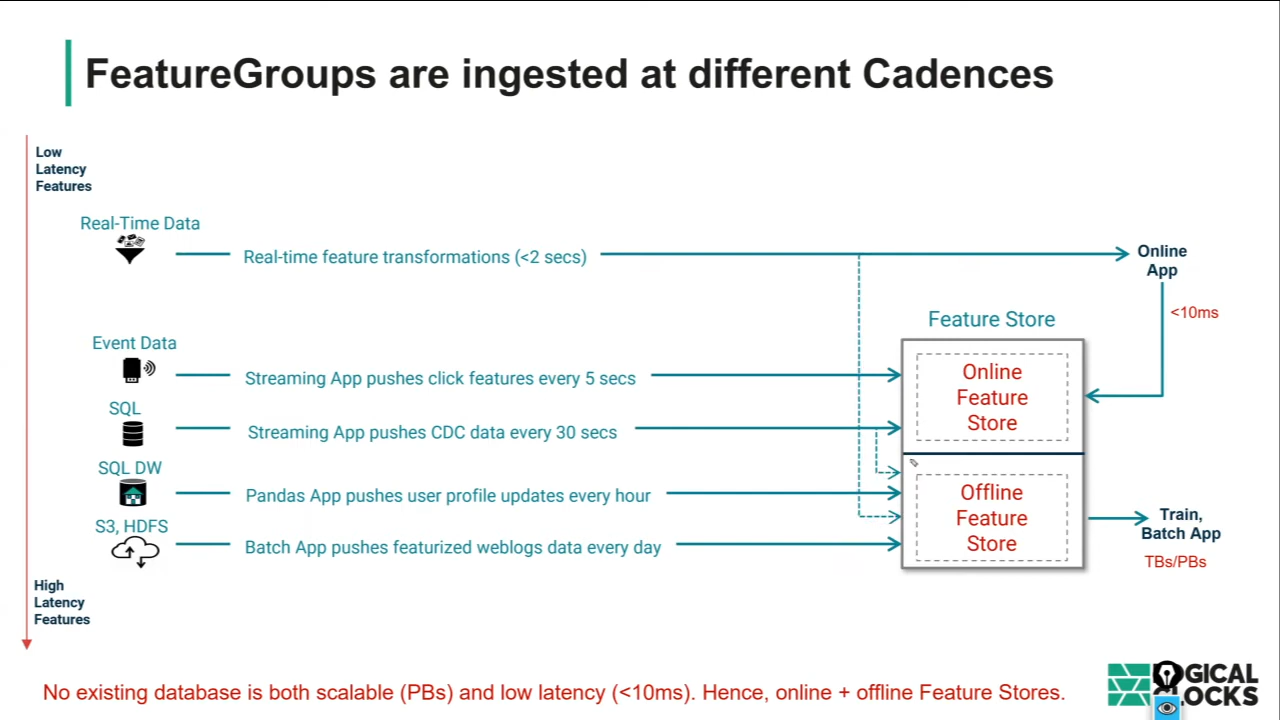 FeatureGroups are ingested at different Cadences
Low
Latency
Features
Real-Time Data
Real-time feature transformations (<2 secs)
Online
App
<10ms
Feature Store
Event Data
Streaming App pushes click features every 5 secs
Online
Feature
Store
SQL
Streaming App pushes CDC data every 30 secs
SQL DW
Pandas App pushes user profile updates every hour
Offline
Feature
Store
S3, HDFS
Batch App pushes featurized weblogs data every day
Train,
Batch App
TBs/PBs
High
Latency
Features
No existing database is both scalable (PBs) and low latency (<10ms). Hence, online + offline Feature Stores.
OGICAL
LOCKS